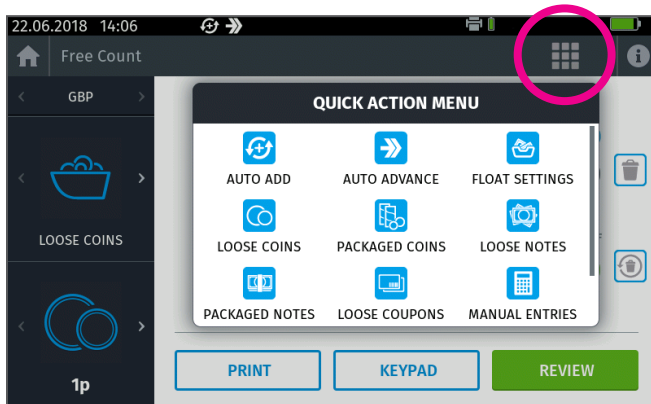 22.06.2018 14:06
Free Count
GBP
QUICK ACTION MENU
AUTO ADD
AUTO ADVANCE
FLOAT SETTINGS
LOOSE COINS
PACKAGED COINS
LOOSE NOTES
PACKAGED NOTES
LOOSE COUPONS
MANUAL ENTRIES
LOOSE COINS
1p
PRINT
KEYPAD
REVIEW